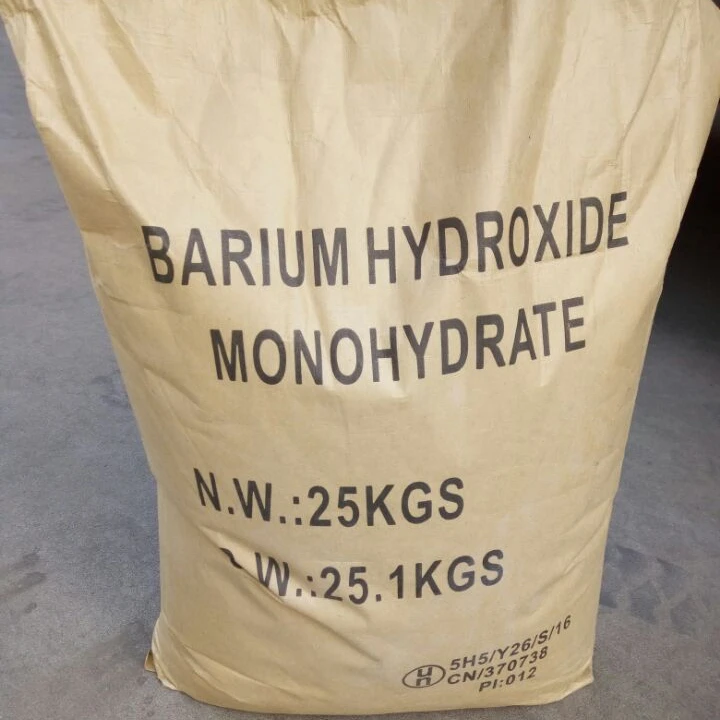 BARIUM HYDROXIDE
MONOHYDRATE
N.W.:25KGS
W.:25.1KGS
5H5/Y26/S/16
CN/370738
PI:012